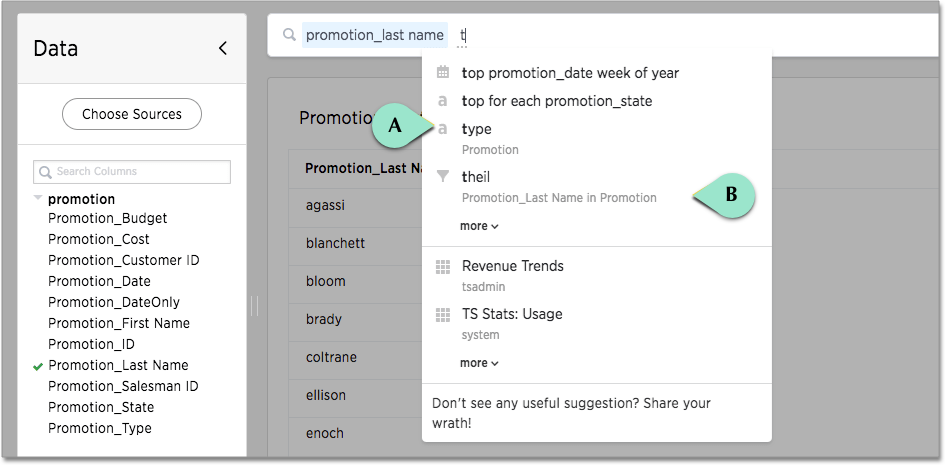 Data
Choose Sources
Search Columns
promotion
Promotion_Budget
Promotion_Cost
Promotion_Customer ID
Promotion_Date
Promotion_DateOnly
Promotion_First Name
Promotion_ID
Promotion_Last Name
Promotion_Salesman ID
Promotion_State
Promotion_Type
promotion_last name t
Promotio
Promotion_Last Na
agassi
blanchett
bloom
brady
coltrane
ellison
enoch
top promotion_date week of year
top for each promotion_state
A
a
a
type
Promotion
theil
Promotion_Last Name in Promotion
B
more
Revenue Trends
tsadmin
TS Stats: Usage
system
more
Don't see any useful suggestion? Share your
wrath!